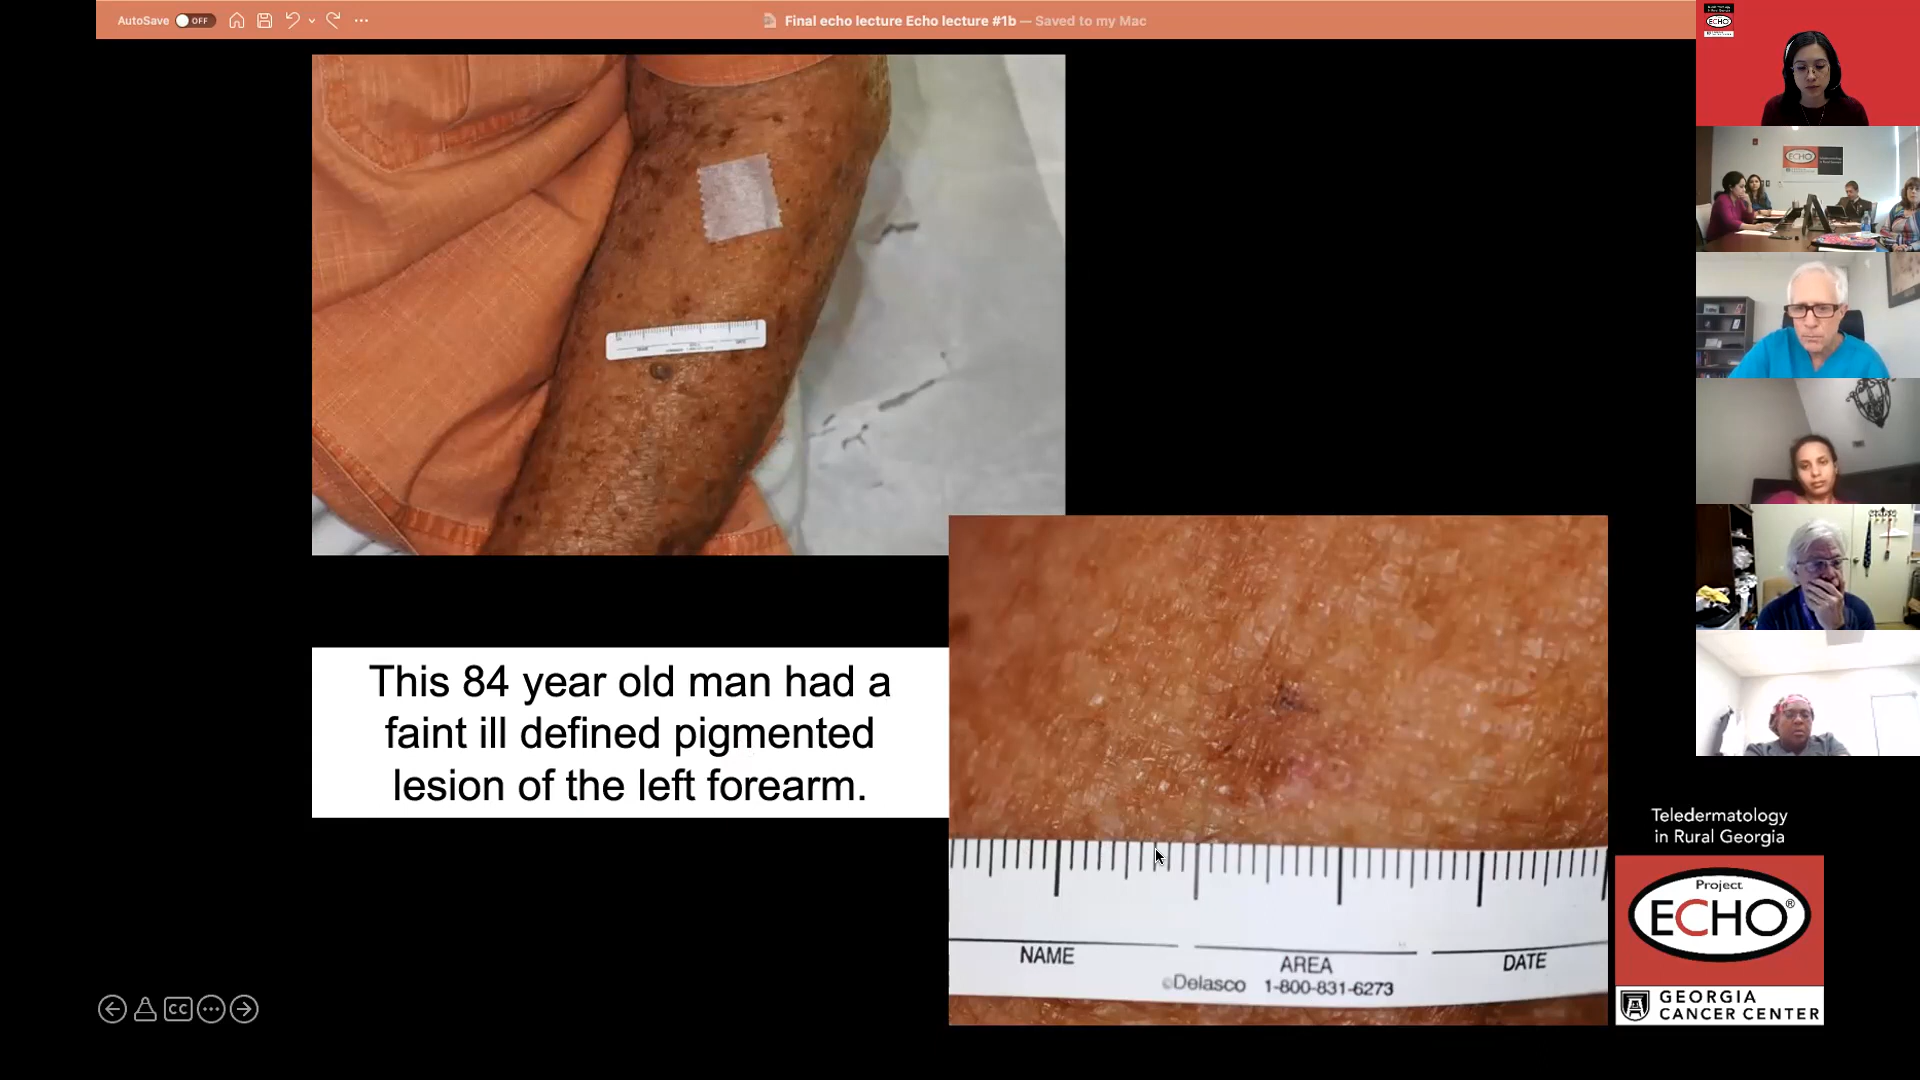 AutoSave OFF
Final echo lecture Echo lecture #1b — Saved to my Mac
This 84 year old man had a
faint ill defined pigmented
lesion of the left forearm.
NAME
AREA
DATE
©Delasco 1-800-831-6273
CC
ECHO
ECHO
Teledermatology
in Rural Georgia
Project
ECHO®
GEORGIA
CANCER CENTER